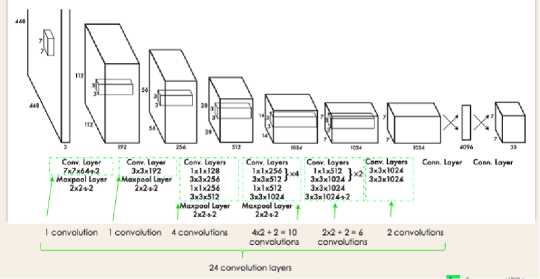 448
7
7
448
3
112
3
3
112
192
56
3
3
56
256
28
3
3
28
512
14
3
3
14
1024
7
3
3
7
1024
7
7
1024
4096
7
7
30
Conv. Layer
7x7x64÷2
Maxpool Layer
2x2÷2
Conv. Layer
3x3x192
Maxpool Layer
2x2÷2
Conv. Layers
1x1x128
3x3x256
1x1x256
3x3x512
Maxpool Layer
2x2÷2
Conv. Layers
1x1x256
3x3x512
}x4
1x1x512
3x3x1024
Maxpool Layer
2x2÷2
Conv. Layers
1x1x512
3x3x1024
}x2
3x3x1024
3x3x1024÷2
Conv. Layers
3x3x1024
3x3x1024
Conn. Layer
Conn. Layer
1 convolution
1 convolution
4 convolutions
4x2 + 2 = 10
convolutions
2x2 + 2 = 6
convolutions
2 convolutions
24 convolution layers